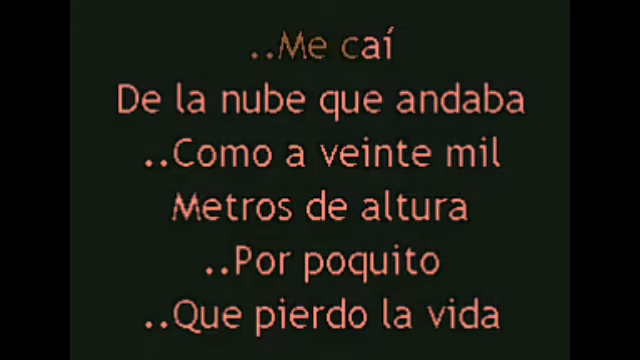 ..Me caí
De la nube que andaba
..Como a veinte mil
Metros de altura
..Por poquito
..Que pierdo la vida